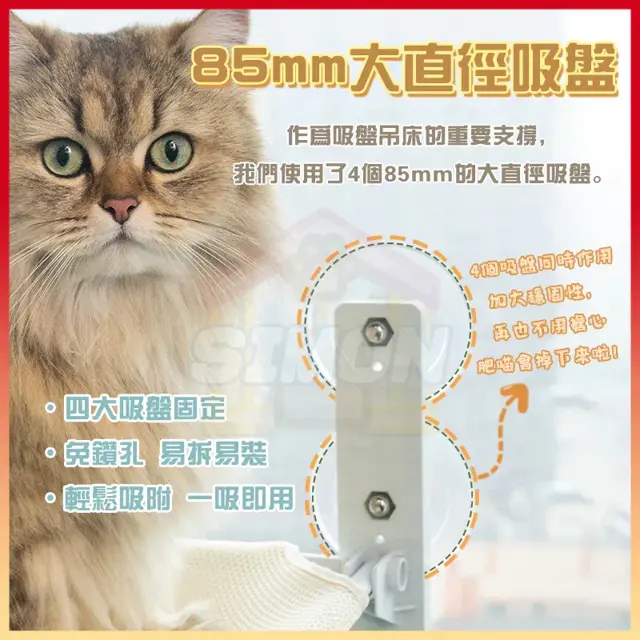 85mm大直徑吸盤
作為吸盤吊床的重要支撐,
我們使用了4個85mm的大直徑吸盤。
4個吸盤同時作用
加大穩固性,
再也不用擔心
肥喵會掉下來啦!
SIMON
·四大吸盤固定
·免鑽孔 易拆易裝
·輕鬆吸附 一吸即用